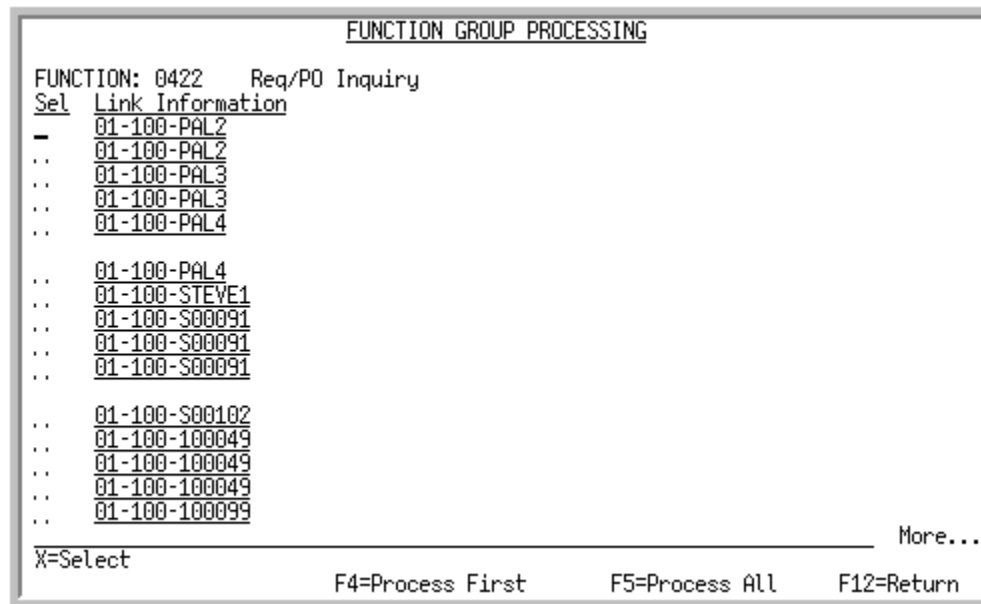 FUNCTION GROUP PROCESSING
FUNCTION: 0422 Req/PO Inquiry
Sel Link Information
01-100-PAL2
.. 01-100-PAL2
.. 01-100-PAL3
.. 01-100-PAL3
.. 01-100-PAL4
.. 01-100-PAL4
.. 01-100-STEVE1
.. 01-100-S00091
.. 01-100-S00091
.. 01-100-S00091
.. 01-100-S00102
.. 01-100-100049
.. 01-100-100049
.. 01-100-100049
.. 01-100-100099
More...
X=Select
F4=Process First F5=Process All F12=Return